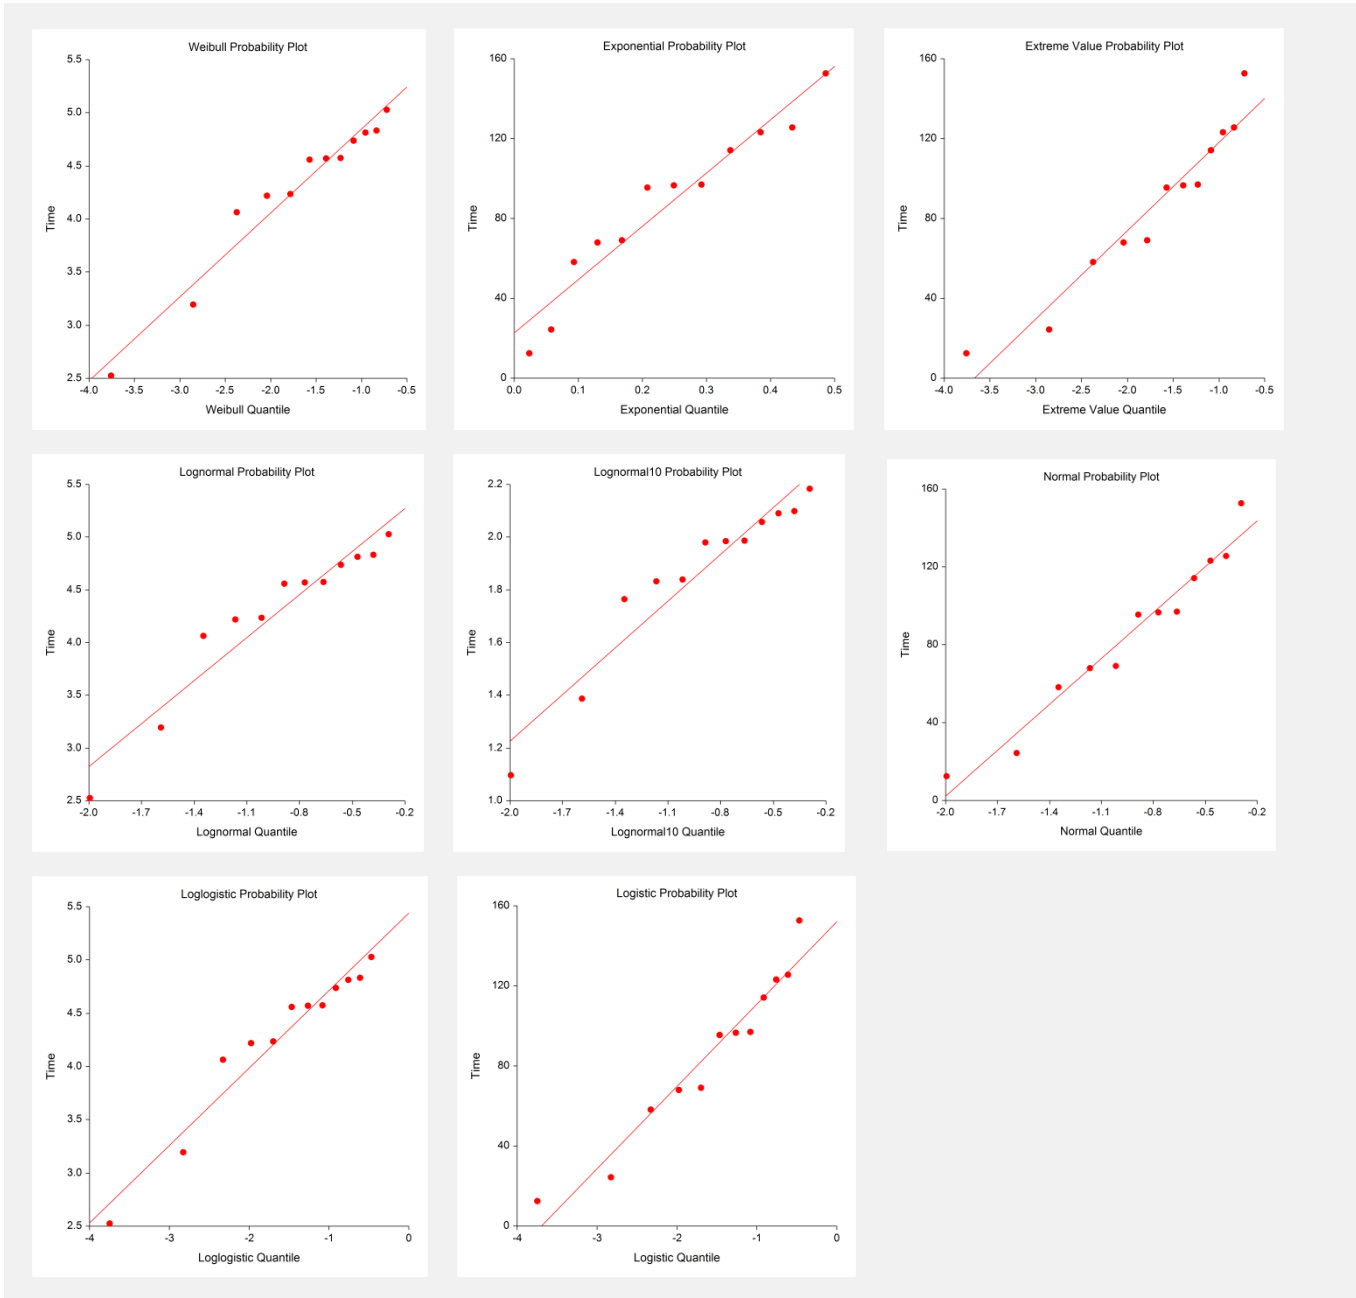 Weibull Probability Plot
5.5
5.0
4.5
4.0
3.5
3.0
2.5
Time
-4.0 -3.5 -3.0 -2.5 -2.0 -1.5 -1.0 -0.5
Weibull Quantile
Exponential Probability Plot
160
120
80
40
0
Time
0.0 0.1 0.2 0.3 0.4 0.5
Exponential Quantile
Extreme Value Probability Plot
160
120
80
40
0
Time
-4.0 -3.5 -3.0 -2.5 -2.0 -1.5 -1.0 -0.5
Extreme Value Quantile
Lognormal Probability Plot
5.5
5.0
4.5
4.0
3.5
3.0
2.5
Time
-2.0 -1.7 -1.4 -1.1 -0.8 -0.5 -0.2
Lognormal Quantile
Lognormal10 Probability Plot
2.2
2.0
1.8
1.6
1.4
1.2
1.0
Time
-2.0 -1.7 -1.4 -1.1 -0.8 -0.5 -0.2
Lognormal10 Quantile
Normal Probability Plot
160
120
80
40
0
Time
-2.0 -1.7 -1.4 -1.1 -0.8 -0.5 -0.2
Normal Quantile
Loglogistic Probability Plot
5.5
5.0
4.5
4.0
3.5
3.0
2.5
Time
-4 -3 -2 -1 0
Loglogistic Quantile
Logistic Probability Plot
160
120
80
40
0
Time
-4 -3 -2 -1 0
Logistic Quantile